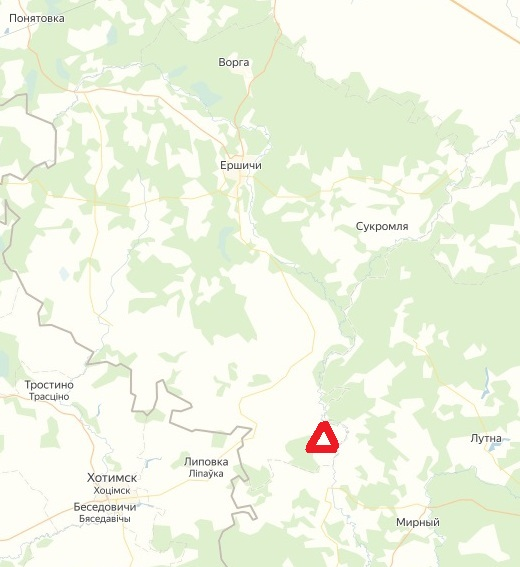 Понятовка
Ворга
Ершичи
Сукромля
Тростино
Трасціно
Лутна
Липовка
Ліпаўка
Хотимск
Хоцімск
Беседовичи
Бяседавічы
Мирный